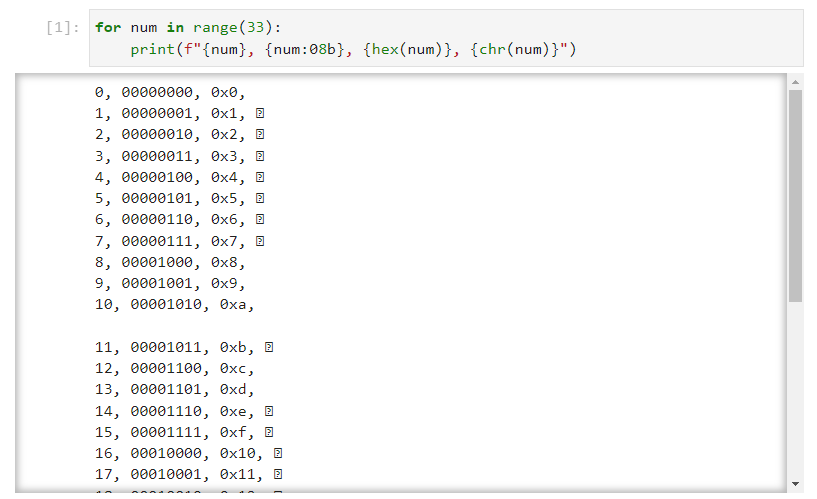 [1]: for num in range(33):
print(f"{num}, {num:08b}, {hex(num)}, {chr(num)}")
0, 00000000, 0x0,
1, 00000001, 0x1, 
2, 00000010, 0x2, 
3, 00000011, 0x3, 
4, 00000100, 0x4, 
5, 00000101, 0x5, 
6, 00000110, 0x6, 
7, 00000111, 0x7, 
8, 00001000, 0x8,
9, 00001001, 0x9,
10, 00001010, 0xa,
11, 00001011, 0xb, 
12, 00001100, 0xc,
13, 00001101, 0xd,
14, 00001110, 0xe, 
15, 00001111, 0xf, 
16, 00010000, 0x10, 
17, 00010001, 0x11,